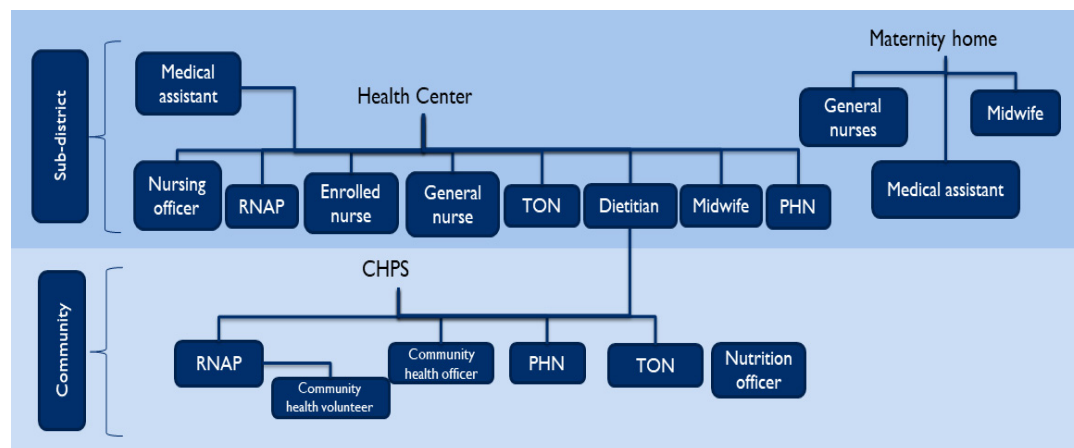 Sub-district
Medical
assistant
Health Center
Maternity home
General
nurses
Midwife
Medical assistant
Nursing
officer
RNAP
Enrolled
nurse
General
nurse
TON
Dietitian
Midwife
PHN
Community
CHPS
RNAP
Community
health volunteer
Community
health officer
PHN
TON
Nutrition
officer